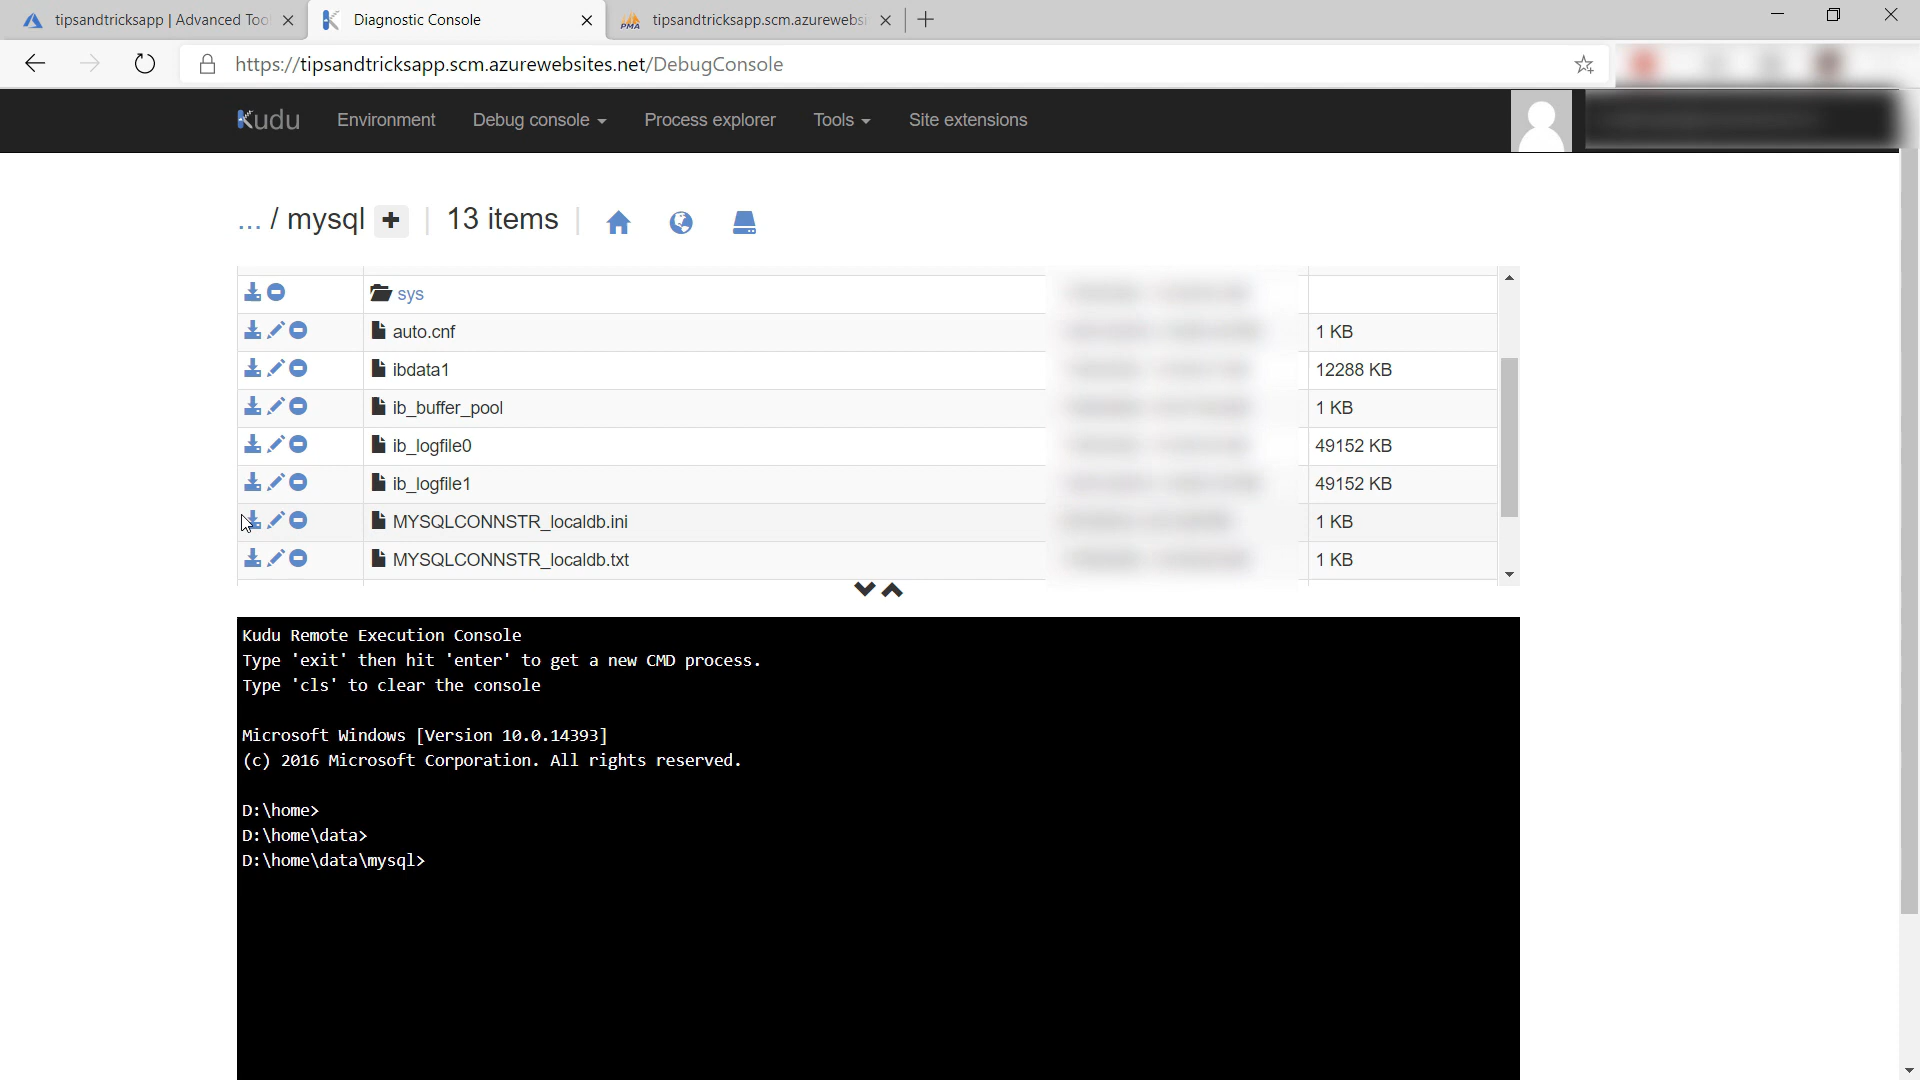 tipsandtricksapp | Advanced Too
Diagnostic Console
PMA
tipsandtricksapp.scm.azurewebsi
https://tipsandtricksapp.scm.azurewebsites.net/DebugConsole
Kudu
Environment
Debug console
Process explorer
Tools
Site extensions
... / mysql + | 13 items |
sys
auto.cnf 1 KB
ibdata1 12288 KB
ib_buffer_pool 1 KB
ib_logfile0 49152 KB
ib_logfile1 49152 KB
MYSQLCONNSTR_localdb.ini 1 KB
MYSQLCONNSTR_localdb.txt 1 KB
Kudu Remote Execution Console
Type 'exit' then hit 'enter' to get a new CMD process.
Type 'cls' to clear the console
Microsoft Windows [Version 10.0.14393]
(c) 2016 Microsoft Corporation. All rights reserved.
D:\home>
D:\home\data>
D:\home\data\mysql>